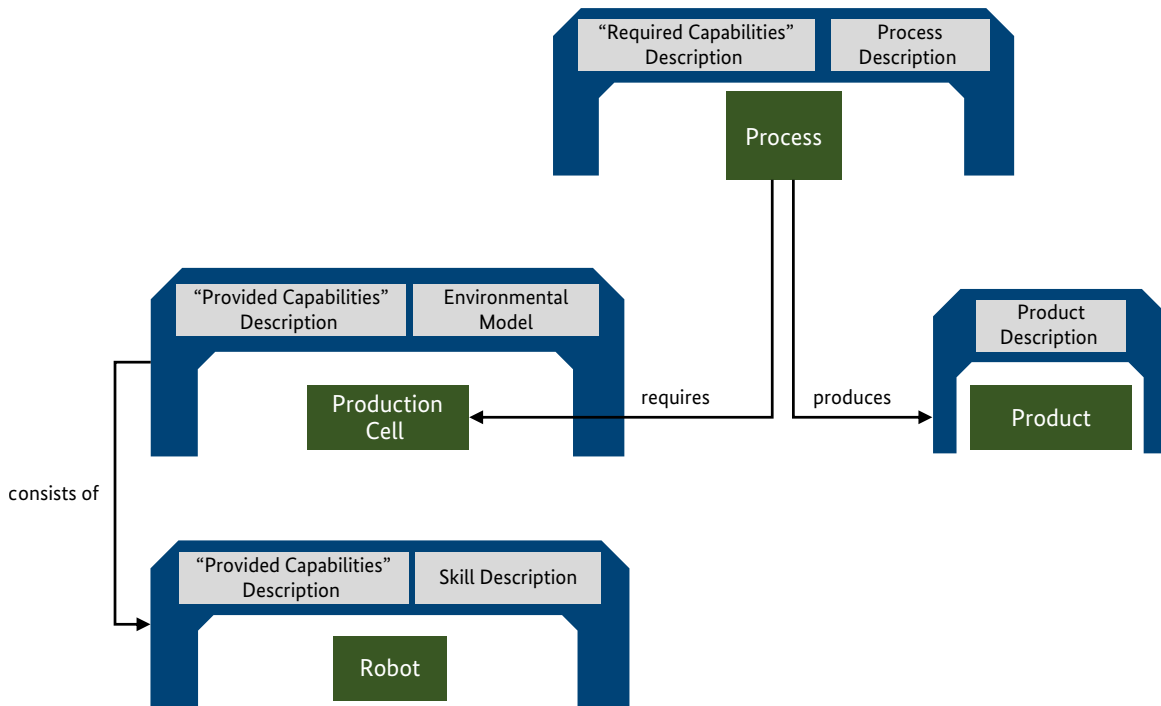 “Required Capabilities”
Description
Process
Description
Process
“Provided Capabilities”
Description
Environmental
Model
Product
Description
Production
Cell
requires
produces
Product
consists of
“Provided Capabilities”
Description
Skill Description
Robot